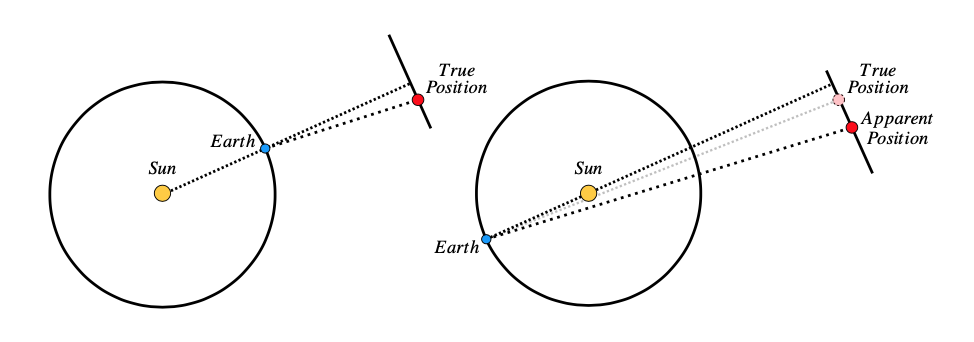 True
Position
Earth
Sun
True
Position
Apparent
Position
Sun
Earth